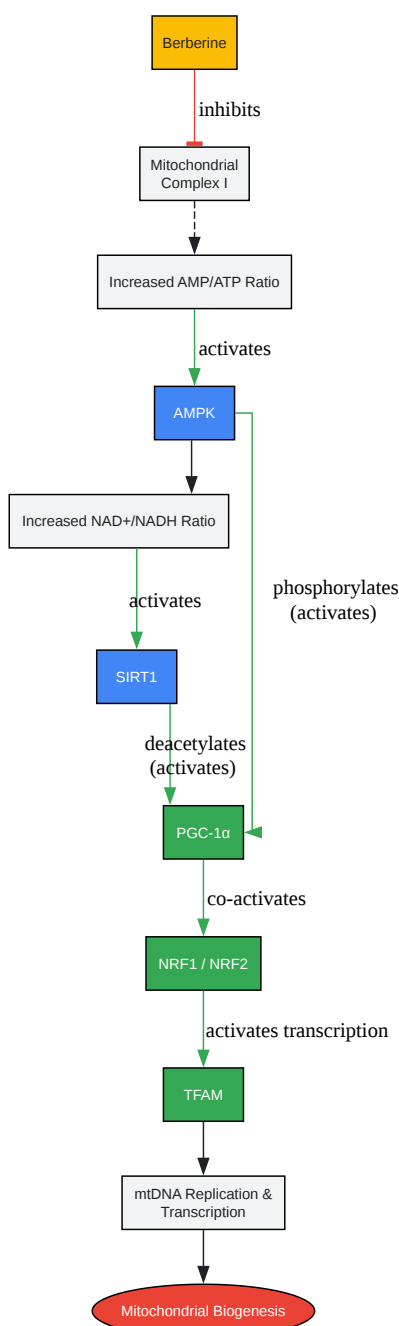 Berberine
inhibits
Mitochondrial
Complex I
Increased AMP/ATP Ratio
activates
AMPK
Increased NAD+/NADH Ratio
phosphorylates
(activates)
activates
SIRT1
deacetylates
(activates)
PGC-1α
co-activates
NRF1 / NRF2
activates transcription
TFAM
mtDNA Replication &
Transcription
Mitochondrial Biogenesis